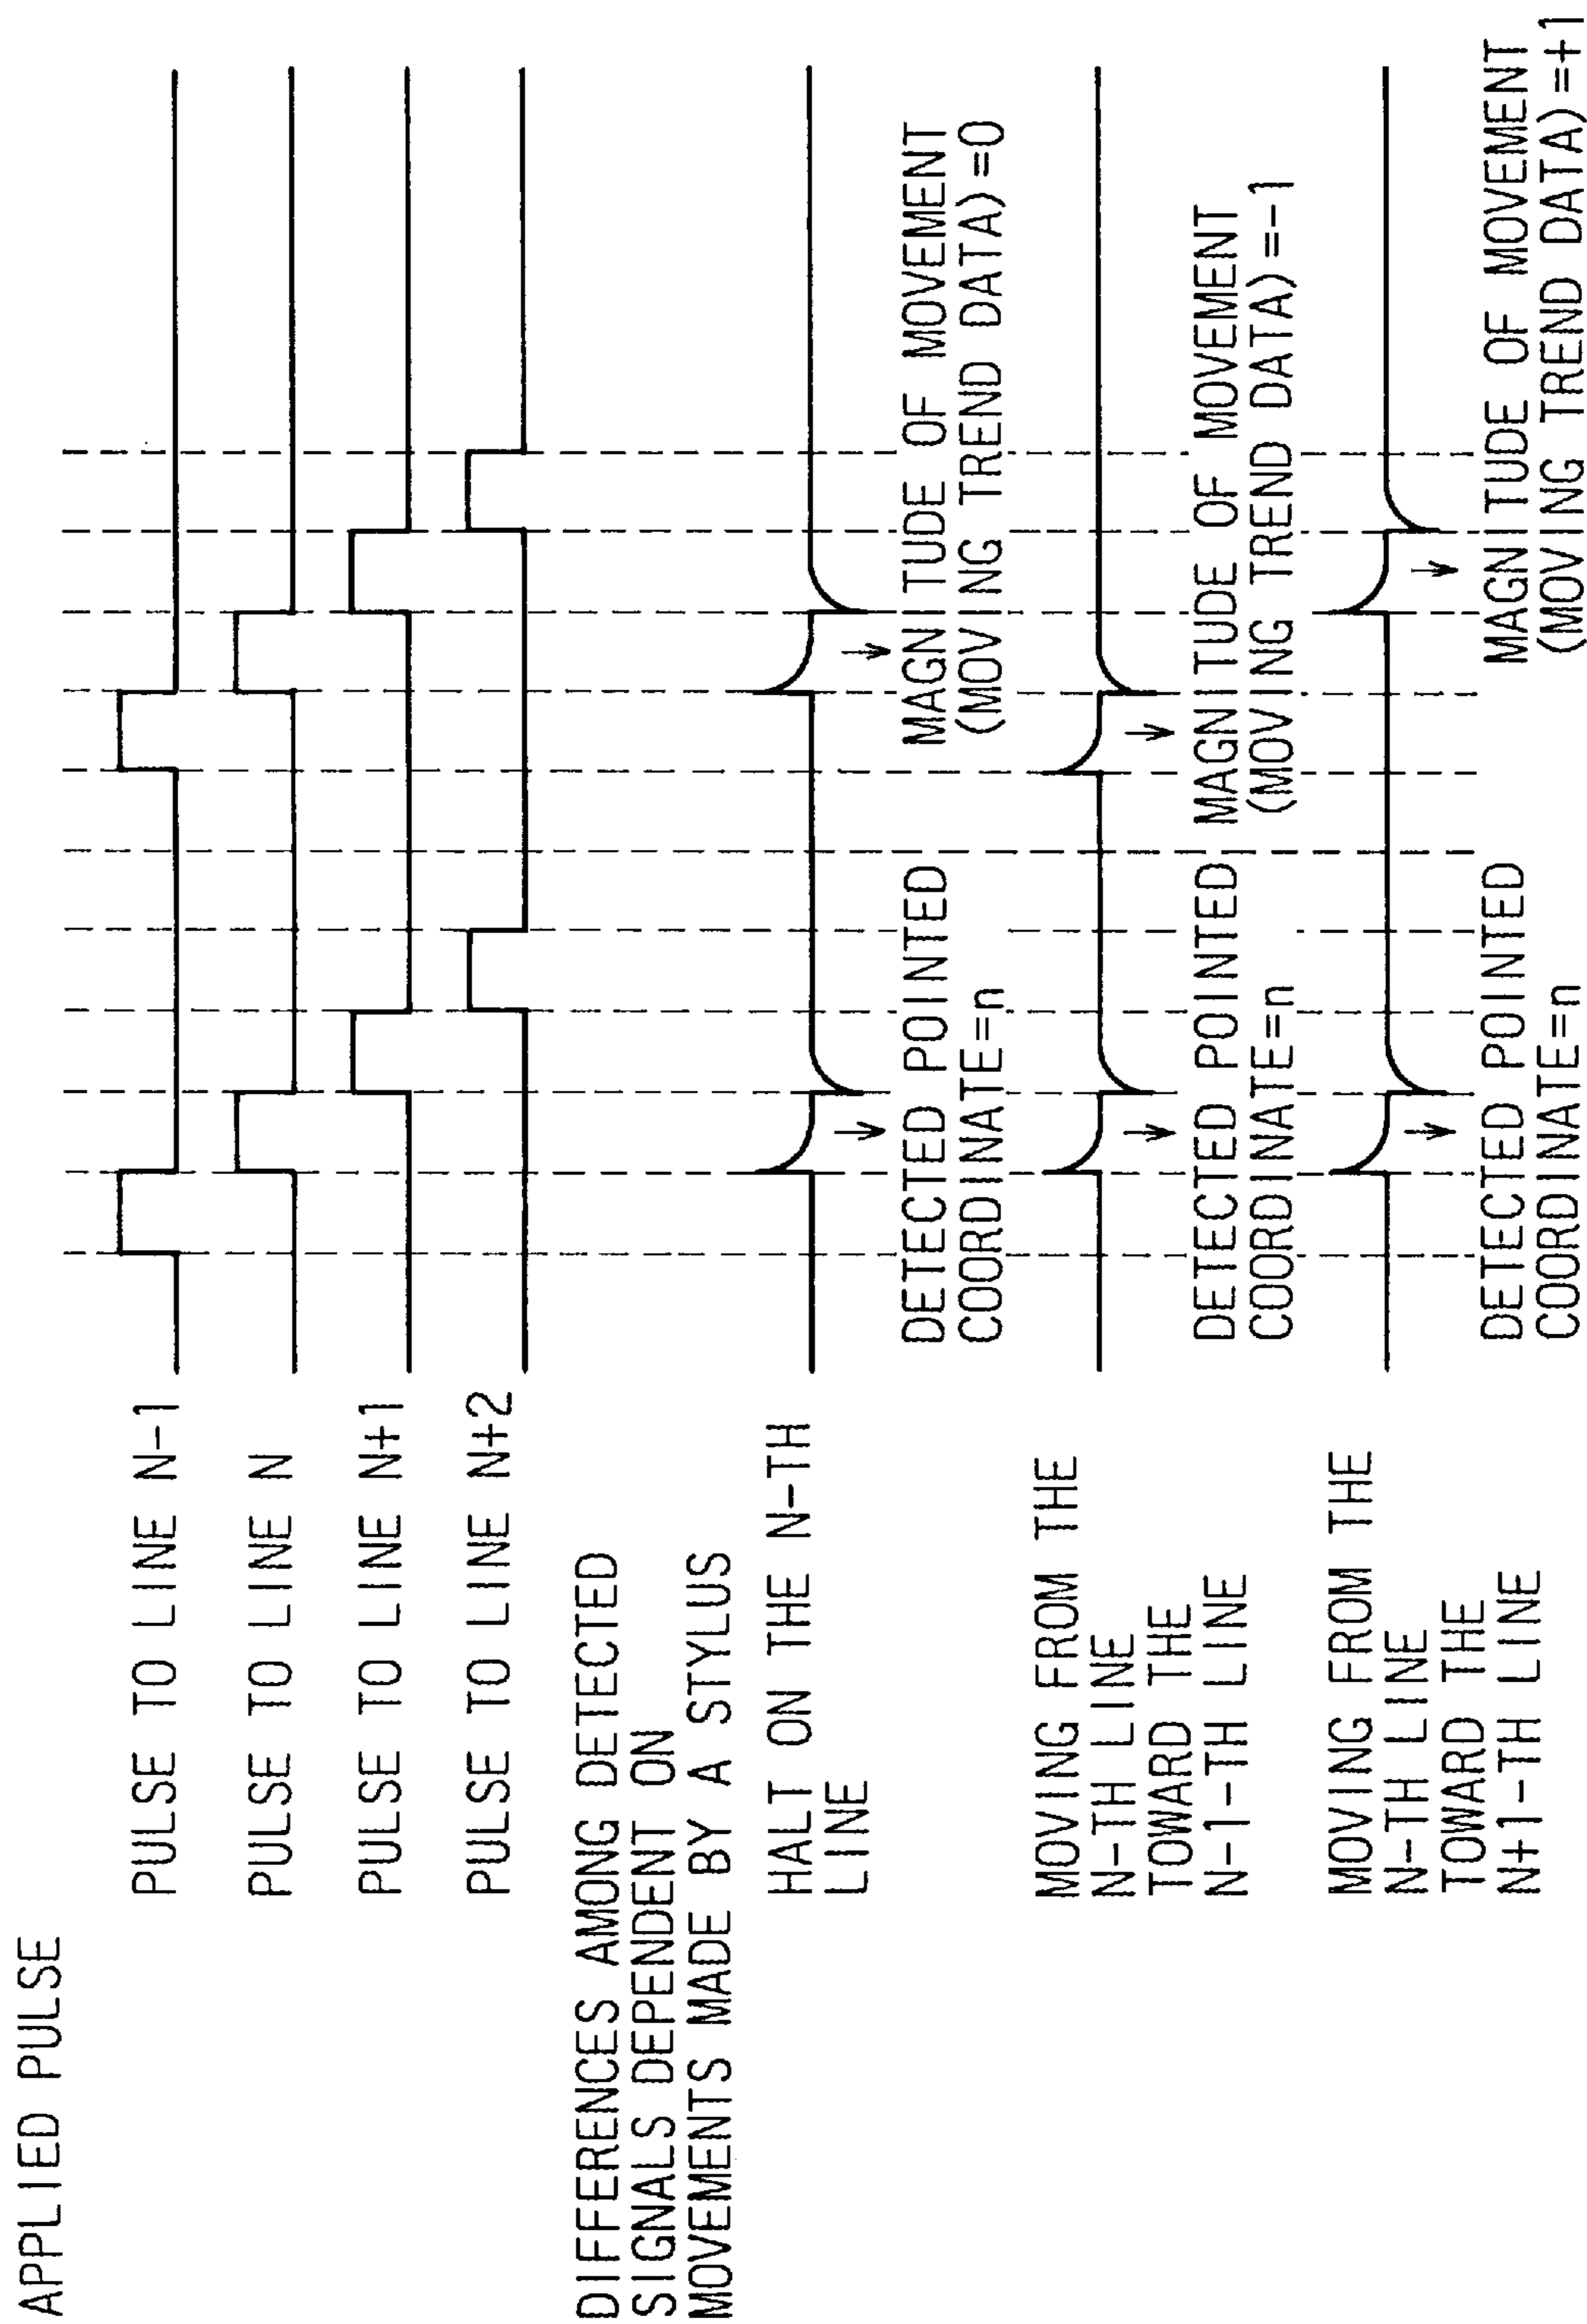 APPLIED PULSE
PULSE TO LINE N-1
PULSE TO LINE N
PULSE TO LINE N+1
PULSE TO LINE N+2
DIFFERENCES AMONG DETECTED
SIGNALS DEPENDENT ON
MOVEMENTS MADE BY A STYLUS
HALT ON THE N-TH
LINE
DETECTED POINTED
COORDINATE=n
MAGNITUDE OF MOVEMENT
(MOVING TREND DATA)=0
MOVING FROM THE
N-TH LINE
TOWARD THE
N-1-TH LINE
DETECTED POINTED
COORDINATE=n
MAGNITUDE OF MOVEMENT
(MOVING TREND DATA)=-1
MOVING FROM THE
N-TH LINE
TOWARD THE
N+1-TH LINE
DETECTED POINTED
COORDINATE=n
MAGNITUDE OF MOVEMENT
(MOVING TREND DATA)=+1